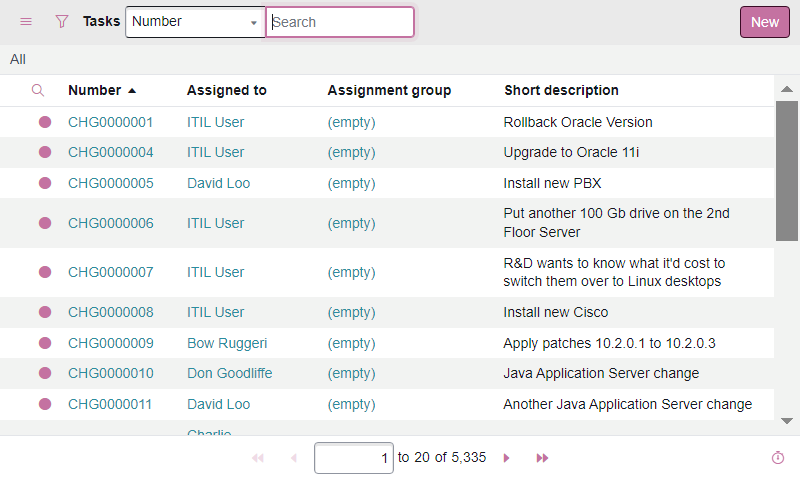 Tasks Number Search New
All
Number Assigned to Assignment group Short description
CHG0000001 ITIL User (empty) Rollback Oracle Version
CHG0000004 ITIL User (empty) Upgrade to Oracle 11i
CHG0000005 David Loo (empty) Install new PBX
CHG0000006 ITIL User (empty) Put another 100 Gb drive on the 2nd
Floor Server
CHG0000007 ITIL User (empty) R&D wants to know what it'd cost to
switch them over to Linux desktops
CHG0000008 ITIL User (empty) Install new Cisco
CHG0000009 Bow Ruggeri (empty) Apply patches 10.2.0.1 to 10.2.0.3
CHG0000010 Don Goodliffe (empty) Java Application Server change
CHG0000011 David Loo (empty) Another Java Application Server change
Charlie
1 to 20 of 5,335